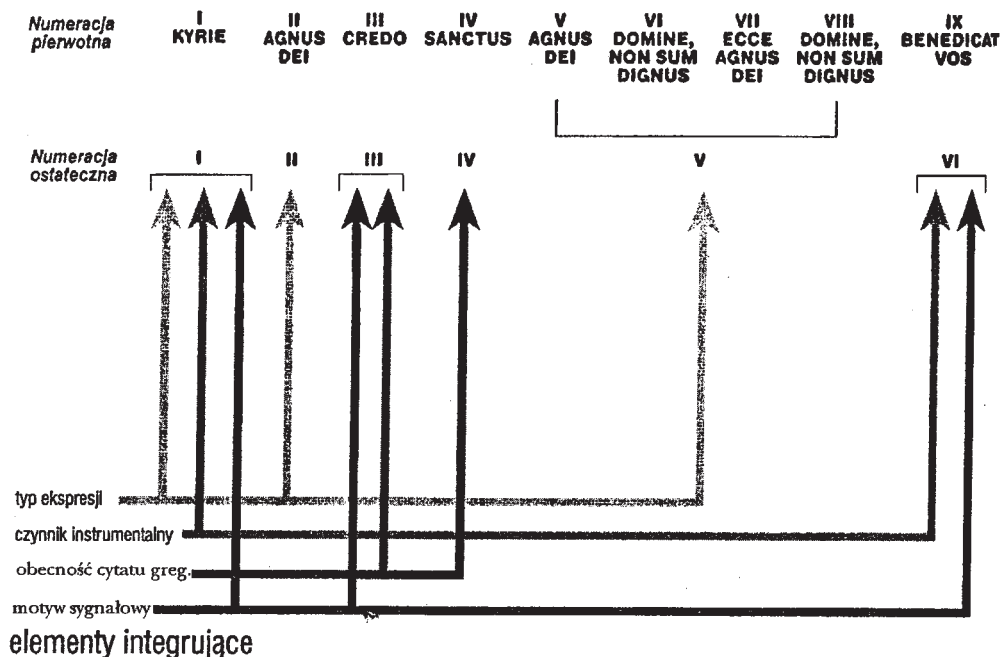 Numeracja
pierwotna
I
KYRIE
II
AGNUS
DEI
III
CREDO
IV
SANCTUS
V
AGNUS
DEI
VI
DOMINE,
NON SUM
DIGNUS
VII
ECCE
AGNUS
DEI
VIII
DOMINE,
NON SUM
DIGNUS
IX
BENEDICAT
VOS
Numeracja
ostateczna
I
II
III
IV
V
VI
typ ekspresji
czynnik instrumentalny
obecność cytatu greg.
motyw sygnałowy
elementy integrujące